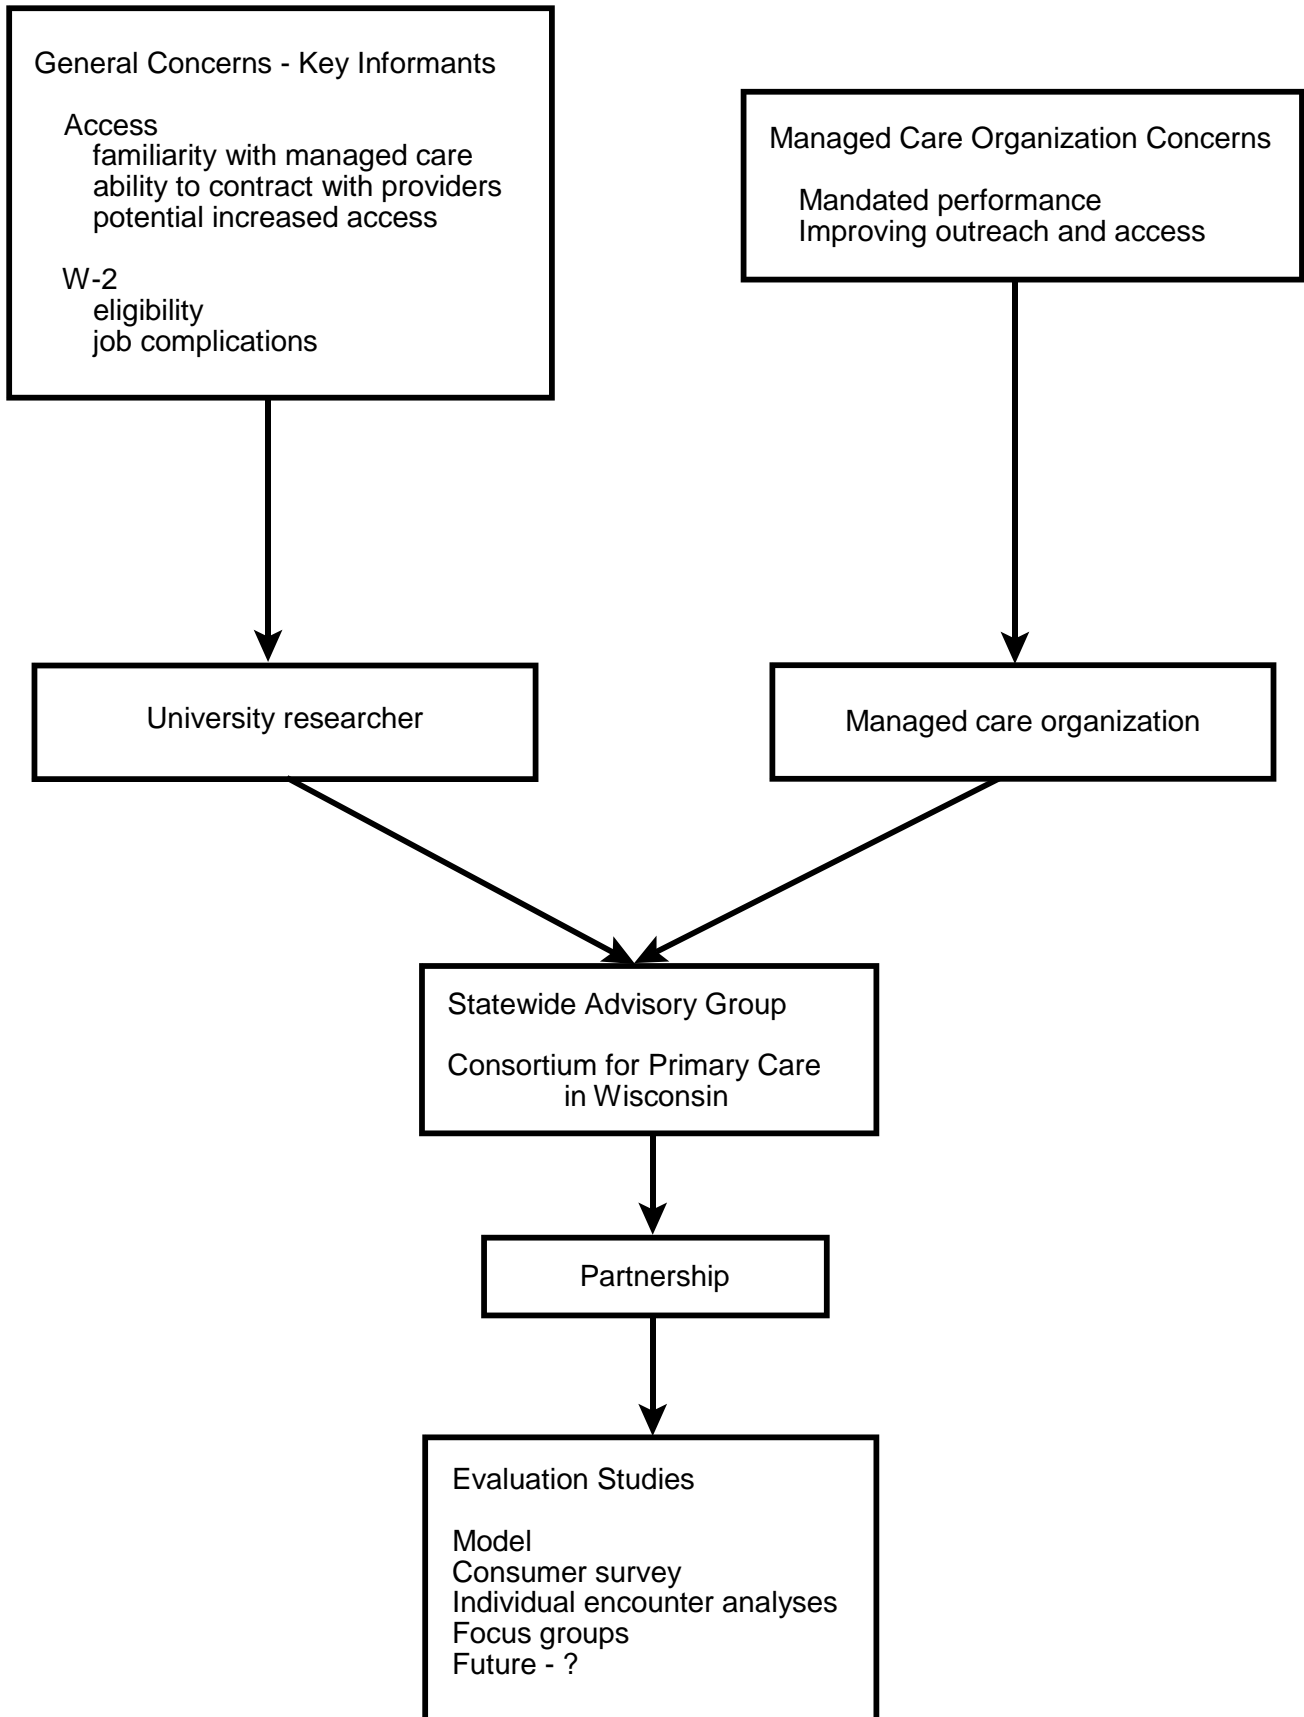 General Concerns - Key Informants
Access
familiarity with managed care
ability to contract with providers
potential increased access
W-2
eligibility
job complications
Managed Care Organization Concerns
Mandated performance
Improving outreach and access
University researcher
Managed care organization
Statewide Advisory Group
Consortium for Primary Care
in Wisconsin
Partnership
Evaluation Studies
Model
Consumer survey
Individual encounter analyses
Focus groups
Future - ?